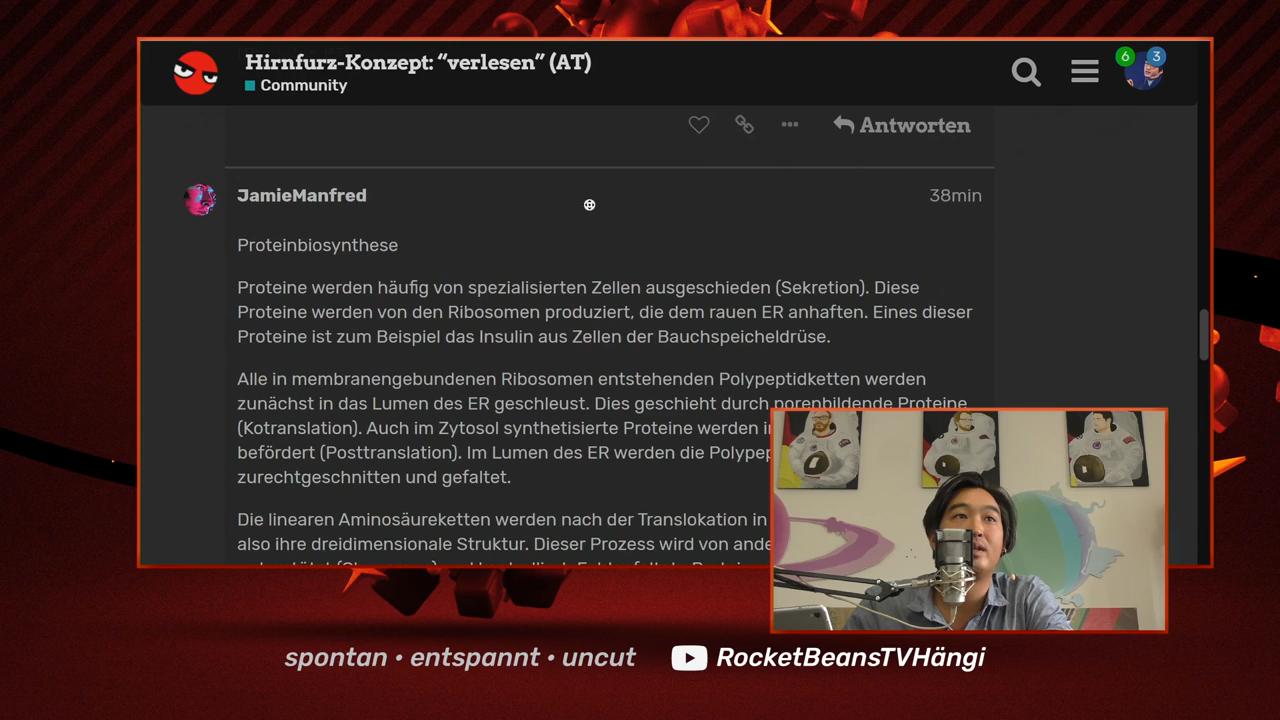 Hirnfurz-Konzept: “verlesen” (AT)
Community
6
3
Antworten
JamieManfred
38min
Proteinbiosynthese
Proteine werden häufig von spezialisierten Zellen ausgeschieden (Sekretion). Diese
Proteine werden von den Ribosomen produziert, die dem rauen ER anhaften. Eines dieser
Proteine ist zum Beispiel das Insulin aus Zellen der Bauchspeicheldrüse.
Alle in membranengebundenen Ribosomen entstehenden Polypeptidketten werden
zunächst in das Lumen des ER geschleust. Dies geschieht durch porenbildende Proteine
(Kotranslation). Auch im Zytosol synthetisierte Proteine werden
befördert (Posttranslation). Im Lumen des ER werden die
zurechtgeschnitten und gefaltet.
Die linearen Aminosäureketten werden nach der Translokation in
also ihre dreidimensionale Struktur. Dieser Prozess wird von
spontan • entspannt • uncut
RocketBeansTVHängi